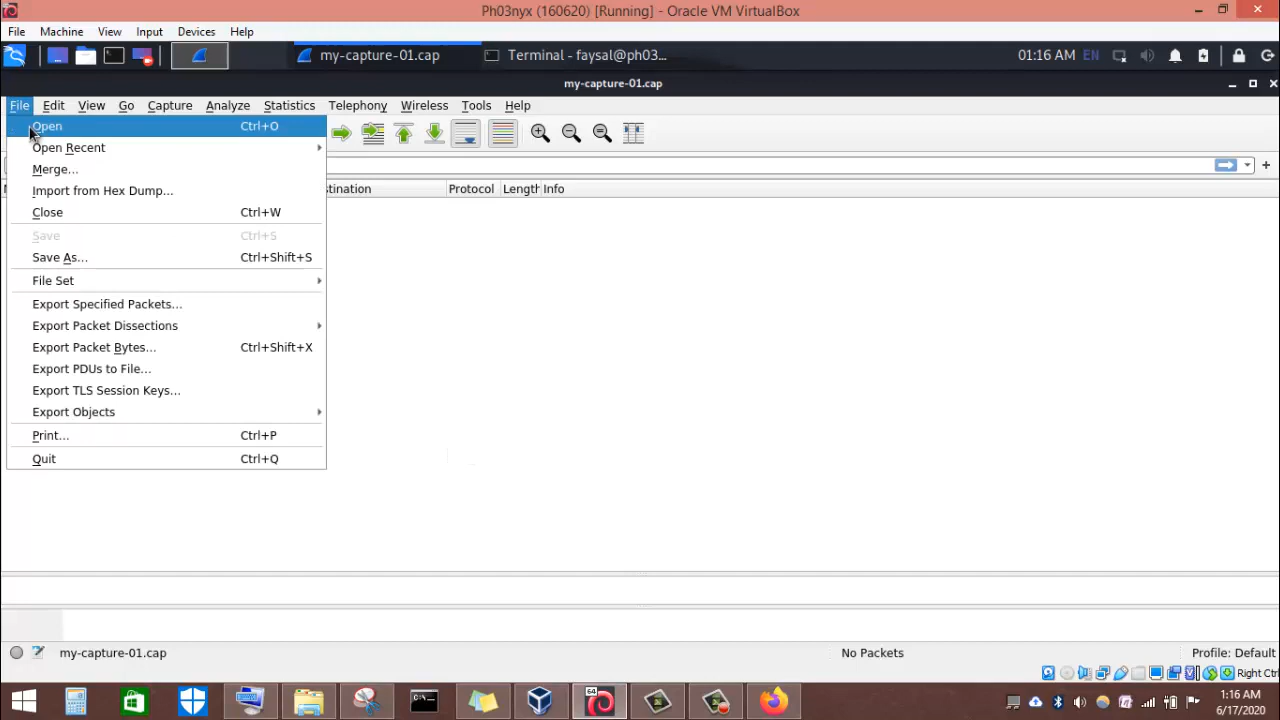 Ph03nyx (160620) [Running] - Oracle VM VirtualBox
File Machine View Input Devices Help
my-capture-01.cap Terminal - faysal@ph03... 01:16 AM EN
my-capture-01.cap
File Edit View Go Capture Analyze Statistics Telephony Wireless Tools Help
Open Ctrl+O
Open Recent
Merge...
Import from Hex Dump...
Close Ctrl+W
Save Ctrl+S
Save As... Ctrl+Shift+S
File Set
Export Specified Packets...
Export Packet Dissections
Export Packet Bytes... Ctrl+Shift+X
Export PDUs to File...
Export TLS Session Keys...
Export Objects
Print... Ctrl+P
Quit Ctrl+Q
stination Protocol Length Info
my-capture-01.cap No Packets Profile: Default
Right Ctrl
64
1:16 AM
6/17/2020